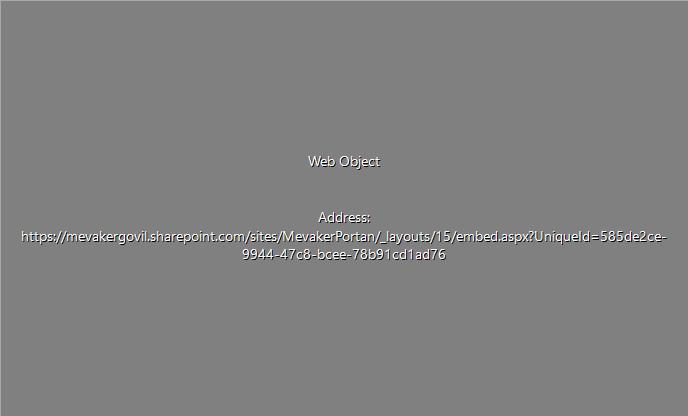 Web Object
Address:
https://mevakergovil.sharepoint.com/sites/MevakerPortan/_layouts/15/embed.aspx?UniqueId=585de2ce-
9944-47c8-bcee-78b91cd1ad76